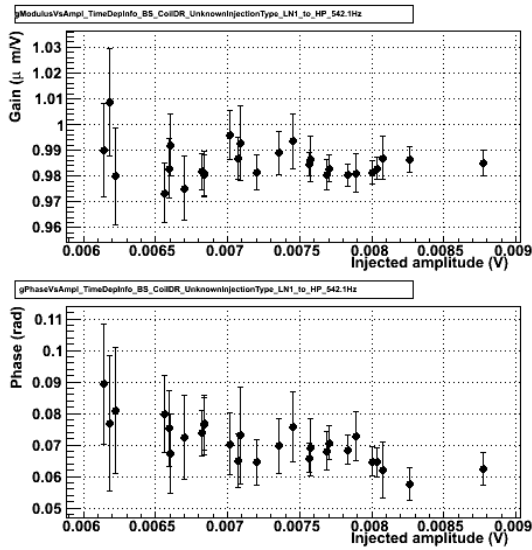 gModulusVsAmpl_TimeDepInfo_BS_CoilDR_UnknownInjectionType_LN1_to_HP_542.1Hz
Gain (μ m/V)
1.03
1.02
1.01
1
0.99
0.98
0.97
0.96
0.006 0.0065 0.007 0.0075 0.008 0.0085 0.009
Injected amplitude (V)
gPhaseVsAmpl_TimeDepInfo_BS_CoilDR_UnknownInjectionType_LN1_to_HP_542.1Hz
Phase (rad)
0.11
0.1
0.09
0.08
0.07
0.06
0.05
0.006 0.0065 0.007 0.0075 0.008 0.0085 0.009
Injected amplitude (V)